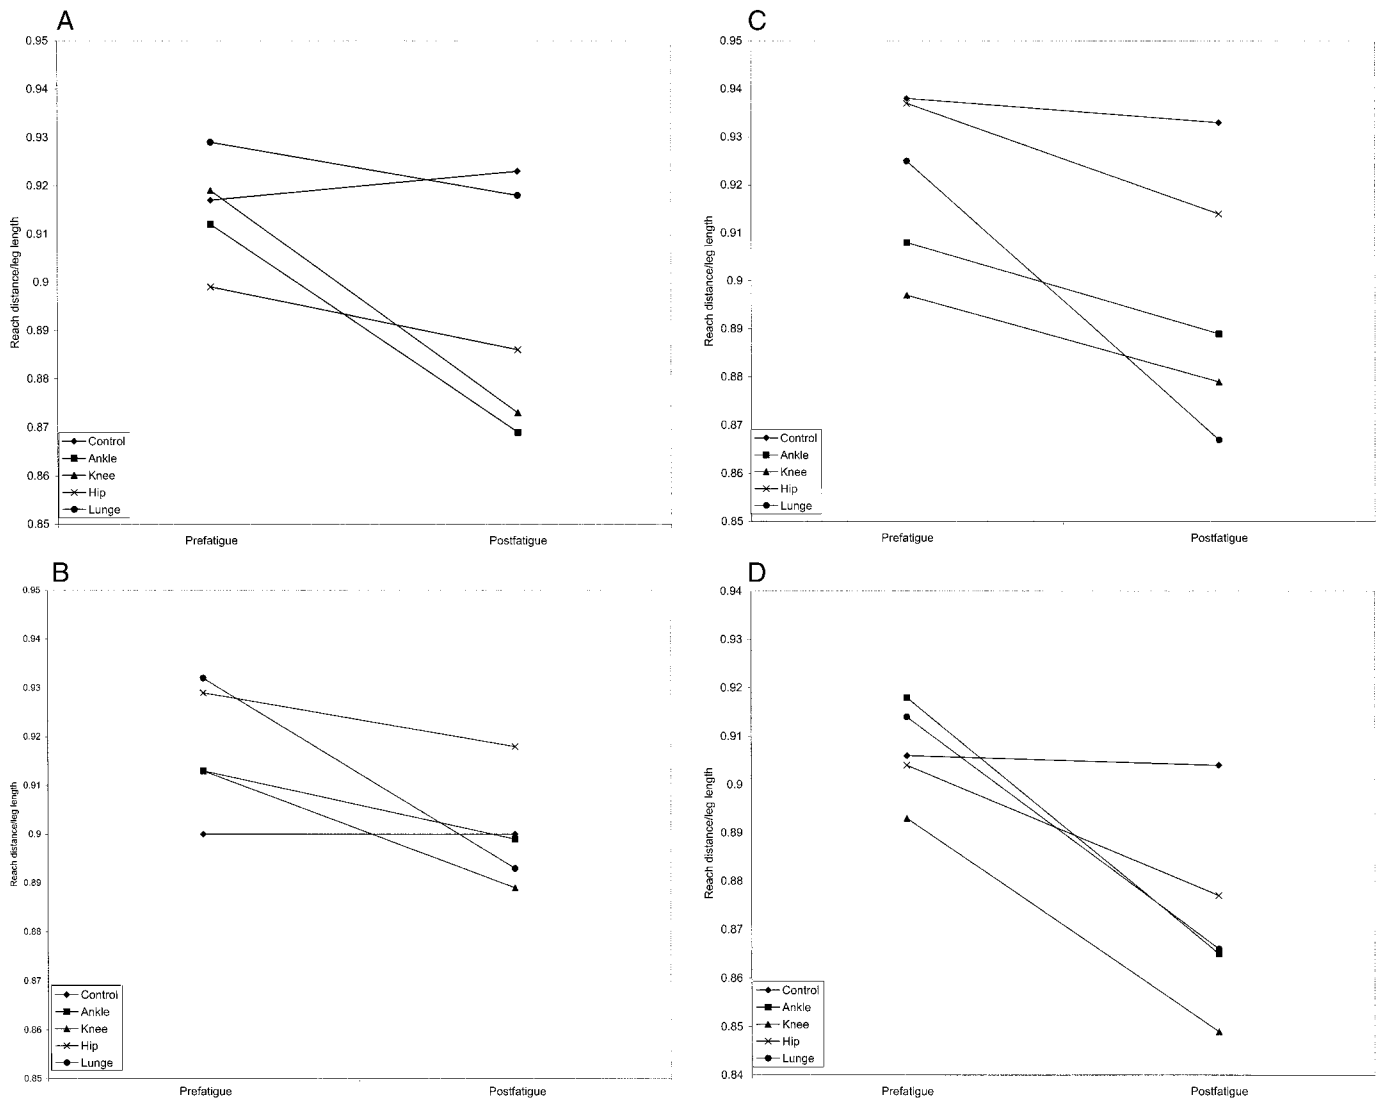 A
0.95
0.94
0.93
0.92
0.91
0.9
0.89
0.88
0.87
0.86
0.85
Reach distance/leg length
Control
Ankle
Knee
Hip
Lunge
Prefatigue Postfatigue
C
0.95
0.94
0.93
0.92
0.91
0.9
0.89
0.88
0.87
0.86
0.85
Reach distance/leg length
Control
Ankle
Knee
Hip
Lunge
Prefatigue Postfatigue
B
0.95
0.94
0.93
0.92
0.91
0.9
0.89
0.88
0.87
0.86
0.85
Reach distance/leg length
Control
Ankle
Knee
Hip
Lunge
Prefatigue Postfatigue
D
0.94
0.93
0.92
0.91
0.9
0.89
0.88
0.87
0.86
0.85
0.84
Reach distance/leg length
Control
Ankle
Knee
Hip
Lunge
Prefatigue Postfatigue